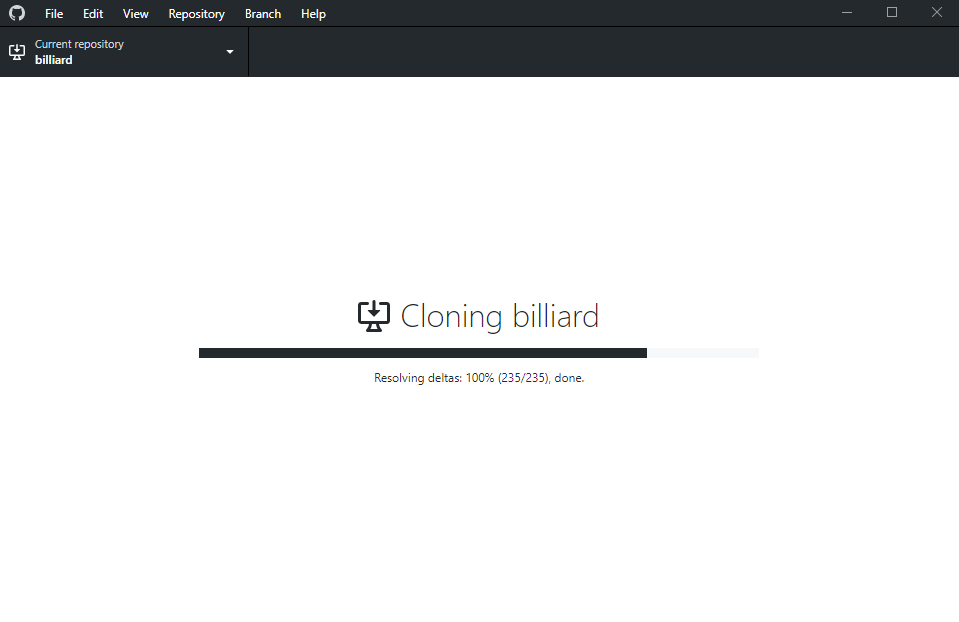 File Edit View Repository Branch Help
Current repository
billiard
Cloning billiard
Resolving deltas: 100% (235/235), done.